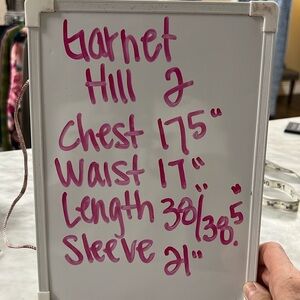 Garnet
Hill 2
Chest 17.5"
Waist 17"
Length 38"/38.5"
Sleeve 21"